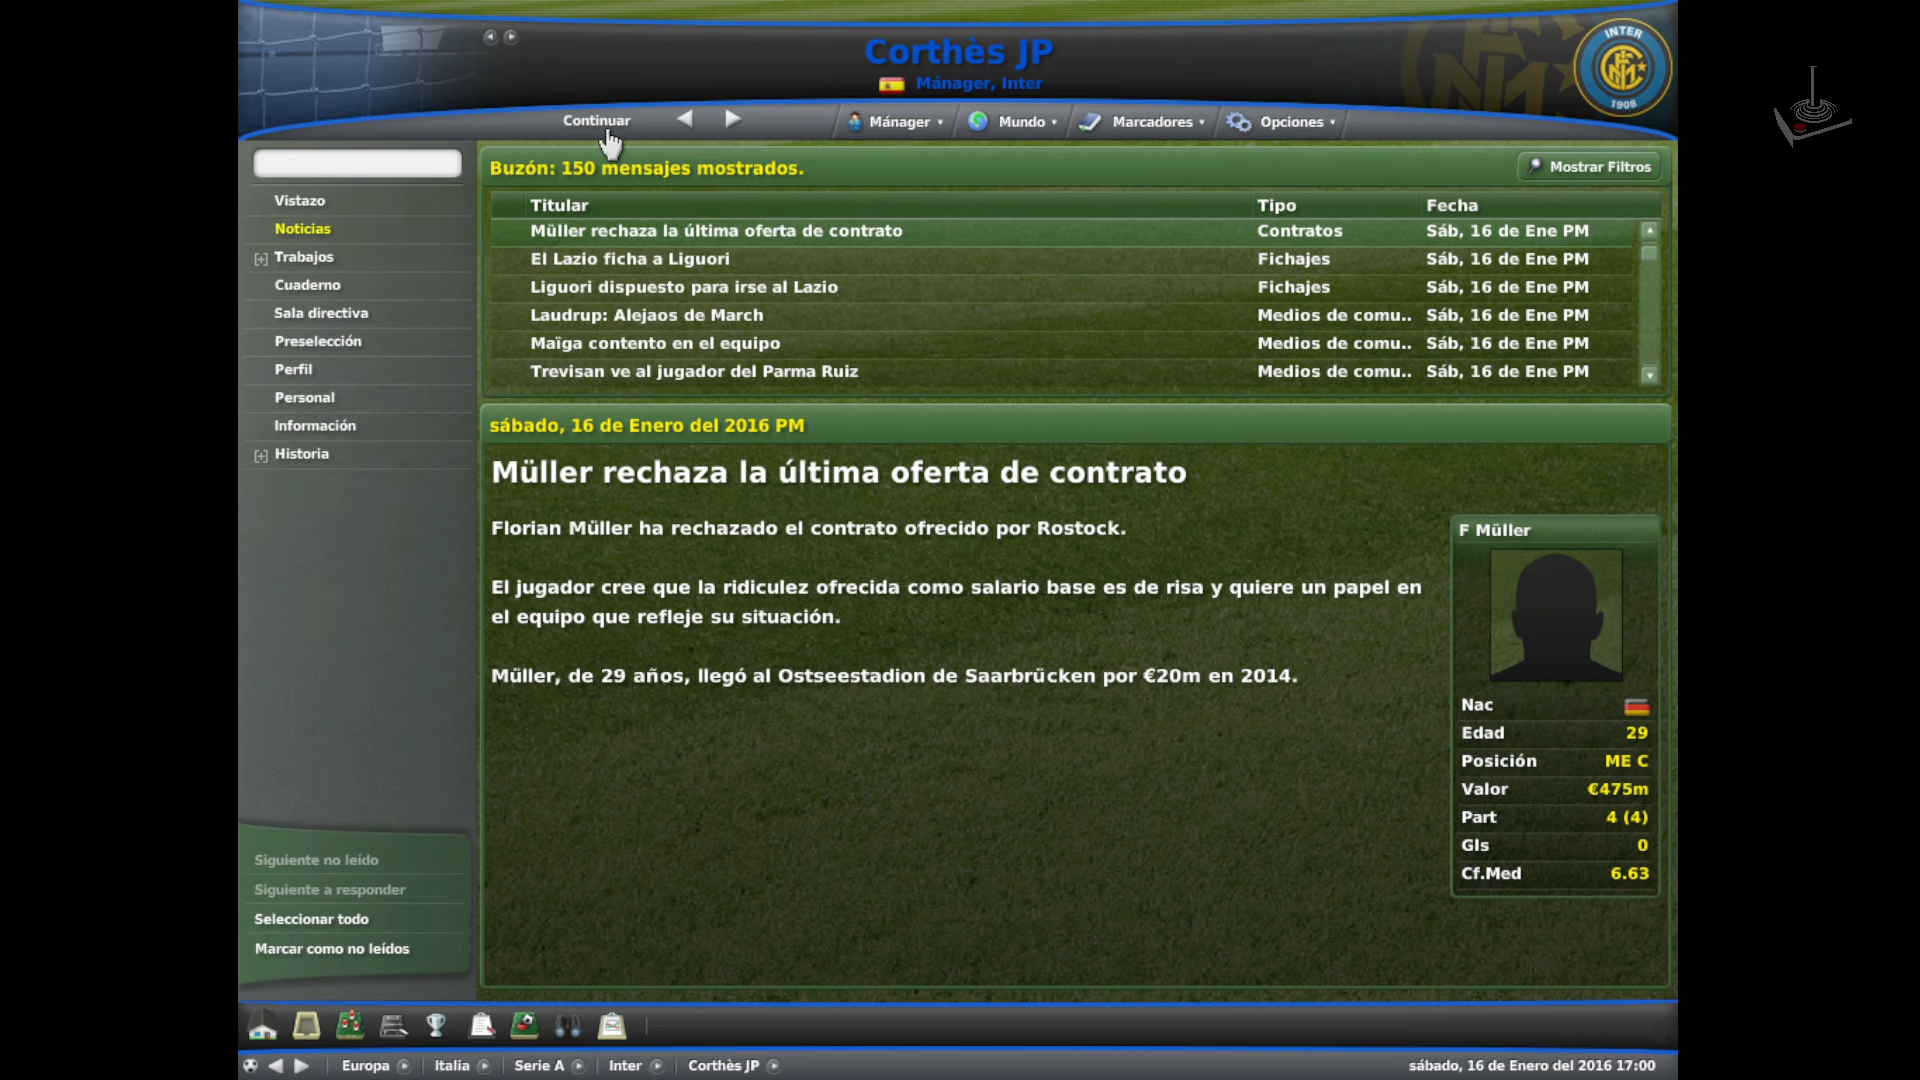 Corthès JP
Mánager, Inter
INTER
1908
Continuar
Mánager
Mundo
Marcadores
Opciones
Vistazo
Noticias
[+] Trabajos
Cuaderno
Sala directiva
Preselección
Perfil
Personal
Información
[+] Historia
Siguiente no leído
Siguiente a responder
Seleccionar todo
Marcar como no leídos
Buzón: 150 mensajes mostrados.
Mostrar Filtros
Titular Tipo Fecha
Müller rechaza la última oferta de contrato Contratos Sáb, 16 de Ene PM
El Lazio ficha a Liguori Fichajes Sáb, 16 de Ene PM
Liguori dispuesto para irse al Lazio Fichajes Sáb, 16 de Ene PM
Laudrup: Alejaos de March Medios de comu.. Sáb, 16 de Ene PM
Maïga contento en el equipo Medios de comu.. Sáb, 16 de Ene PM
Trevisan ve al jugador del Parma Ruiz Medios de comu.. Sáb, 16 de Ene PM
sábado, 16 de Enero del 2016 PM
Müller rechaza la última oferta de contrato
Florian Müller ha rechazado el contrato ofrecido por Rostock.
El jugador cree que la ridiculez ofrecida como salario base es de risa y quiere un papel en
el equipo que refleje su situación.
Müller, de 29 años, llegó al Ostseestadion de Saarbrücken por €20m en 2014.
F Müller
Nac
Edad 29
Posición ME C
Valor €475m
Part 4 (4)
Gls 0
Cf.Med 6.63
Europa
Italia
Serie A
Inter
Corthès JP
sábado, 16 de Enero del 2016 17:00